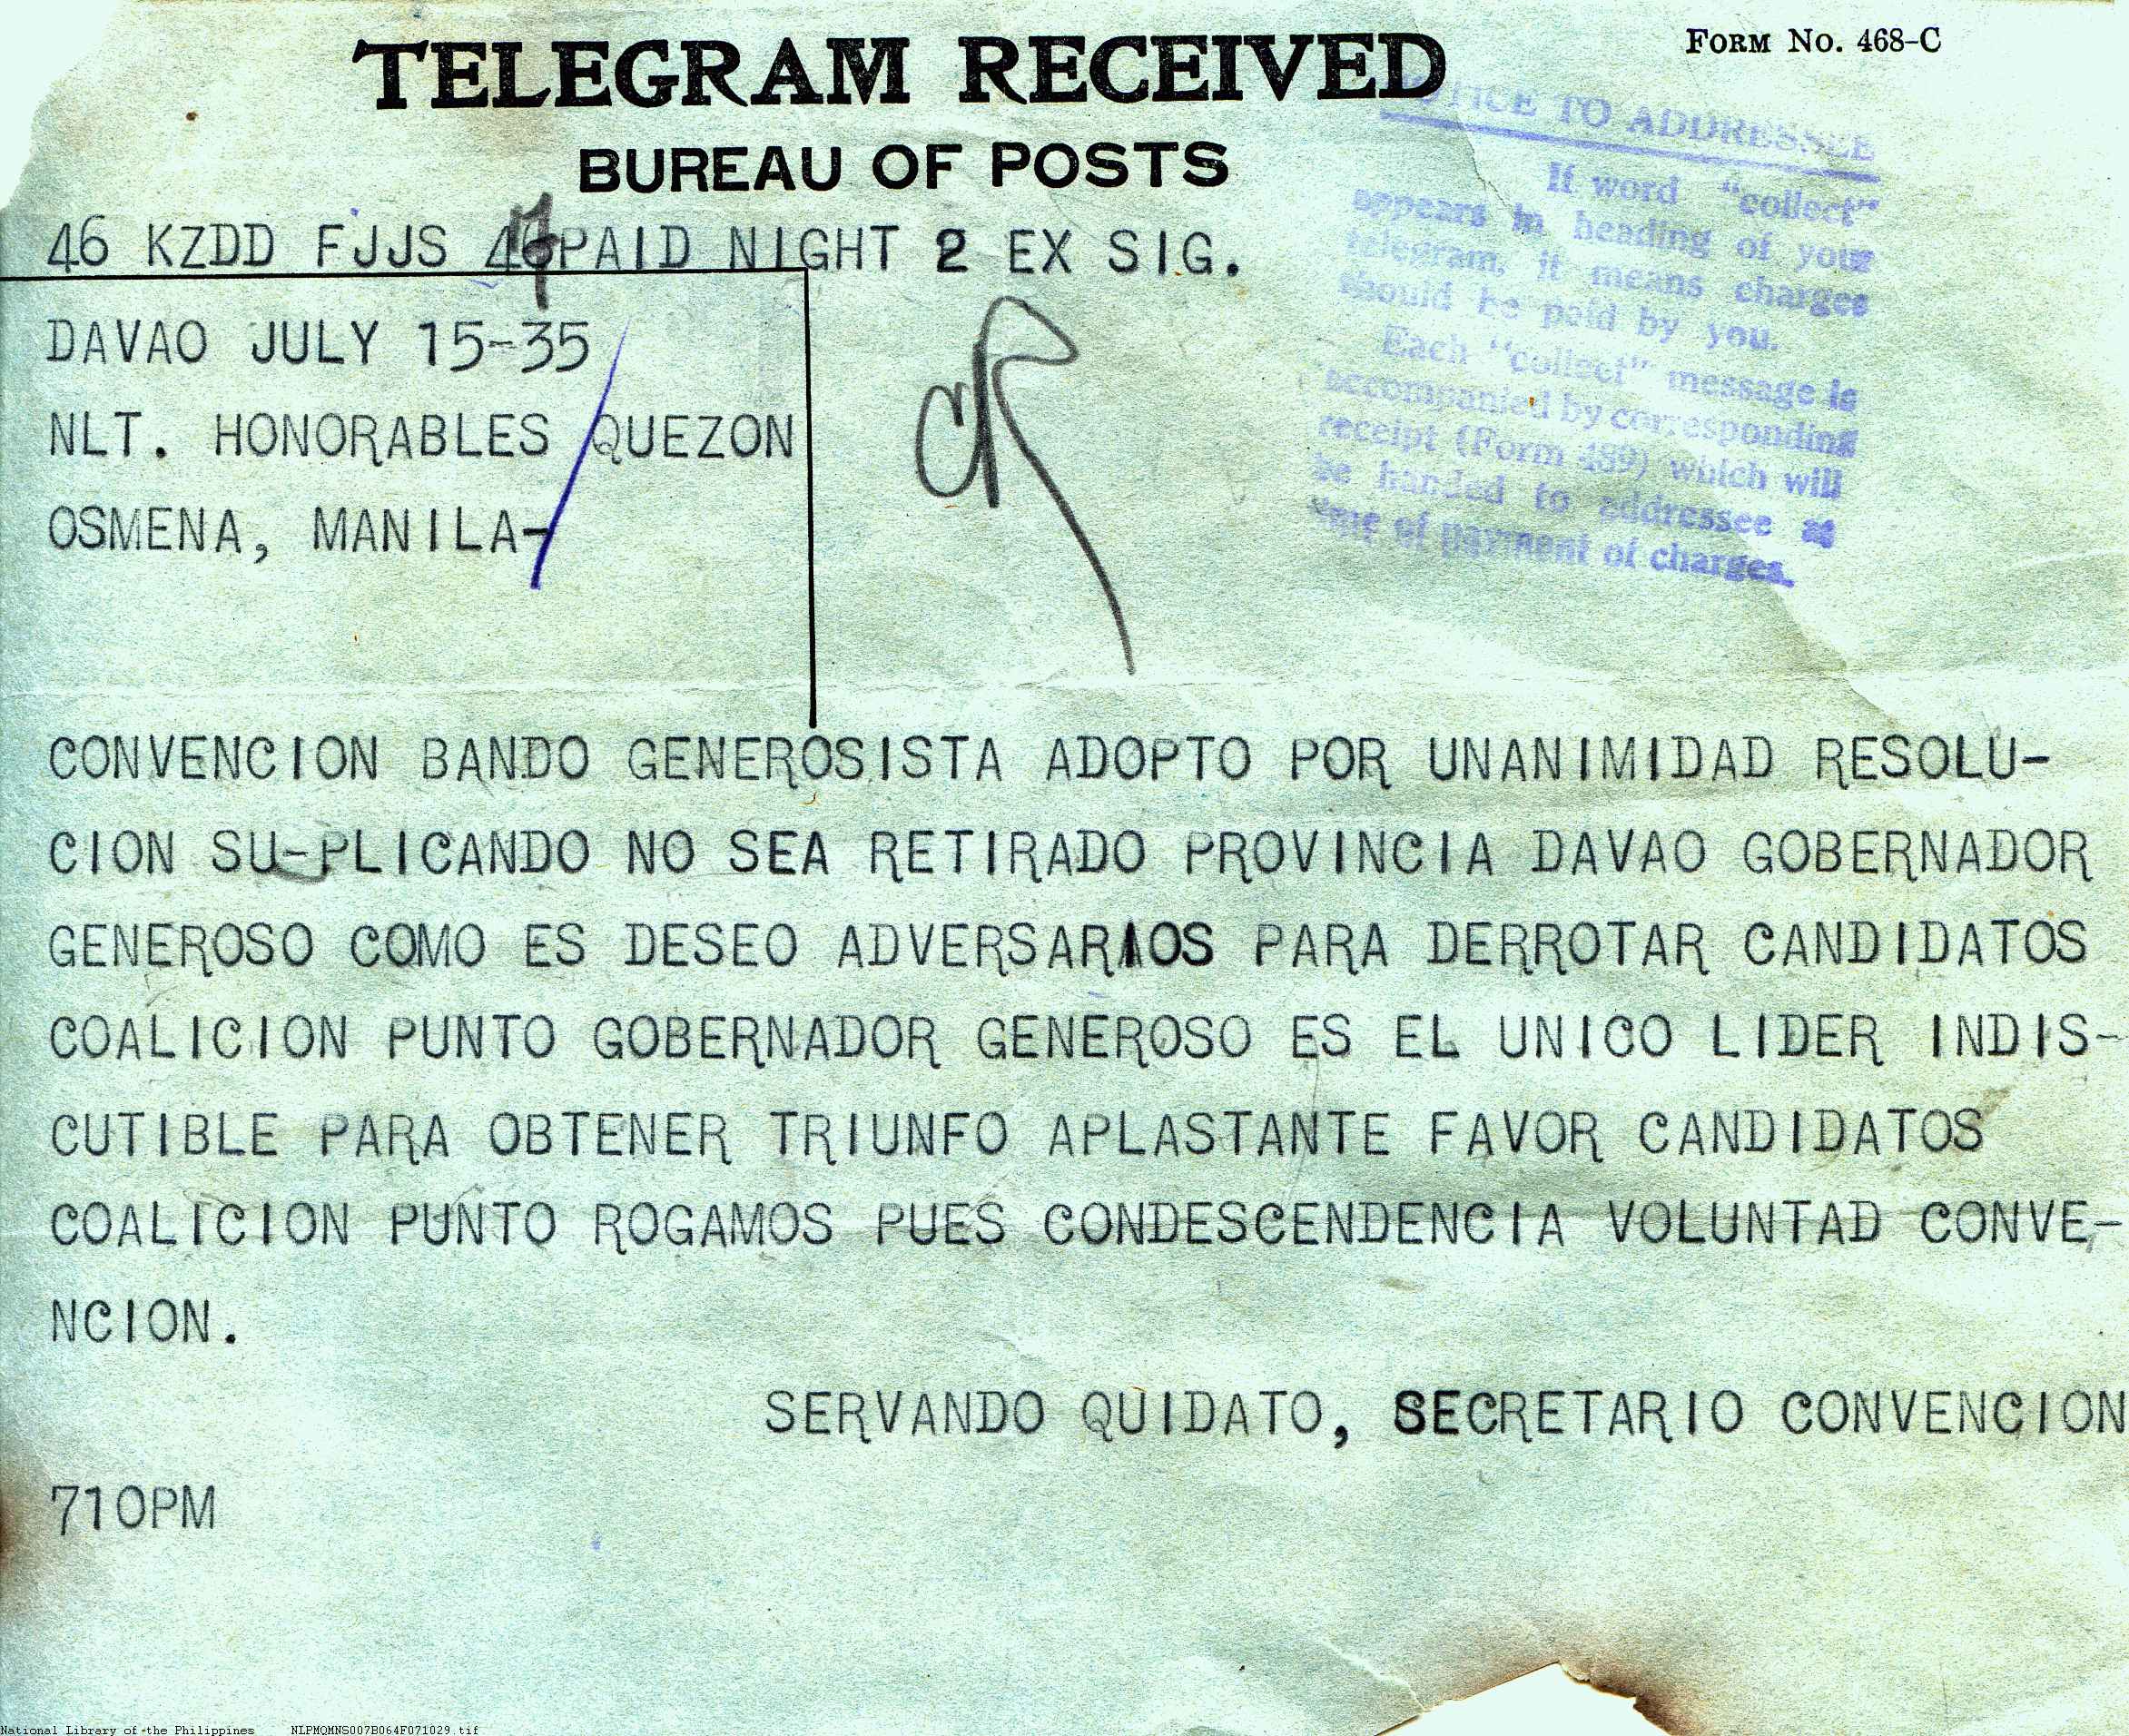 FORM NO. 468-C
TELEGRAM RECEIVED
BUREAU OF POSTS
NOTICE TO ADDRESSEE
If word "collect"
appears in heading of your
telegram, it means charges
should be paid by you.
Each "collect" message is
accompanied by corresponding
receipt (Form 489) which will
be handed to addressee at
time of payment of charges.
46 KZDD FJJS PAID NIGHT 2 EX SIG.
DAVAO JULY 15-35
NLT. HONORABLES QUEZON
OSMENA, MANILA-
CR
CONVENCION BANDO GENEROSISTA ADOPTO POR UNANIMIDAD RESOLU-
CION SU-PLICANDO NO SEA RETIRADO PROVINCIA DAVAO GOBERNADOR
GENEROSO COMO ES DESEO ADVERSARIOS PARA DERROTAR CANDIDATOS
COALICION PUNTO GOBERNADOR GENEROSO ES EL UNICO LIDER INDIS-
CUTIBLE PARA OBTENER TRIUNFO APLASTANTE FAVOR CANDIDATOS
COALICION PUNTO ROGAMOS PUES CONDESCENDENCIA VOLUNTAD CONVE-
NCION.
SERVANDO QUIDATO, SECRETARIO CONVENCION
710PM
National Library of the Philippines NLPMQMNS007B064F071029.tif